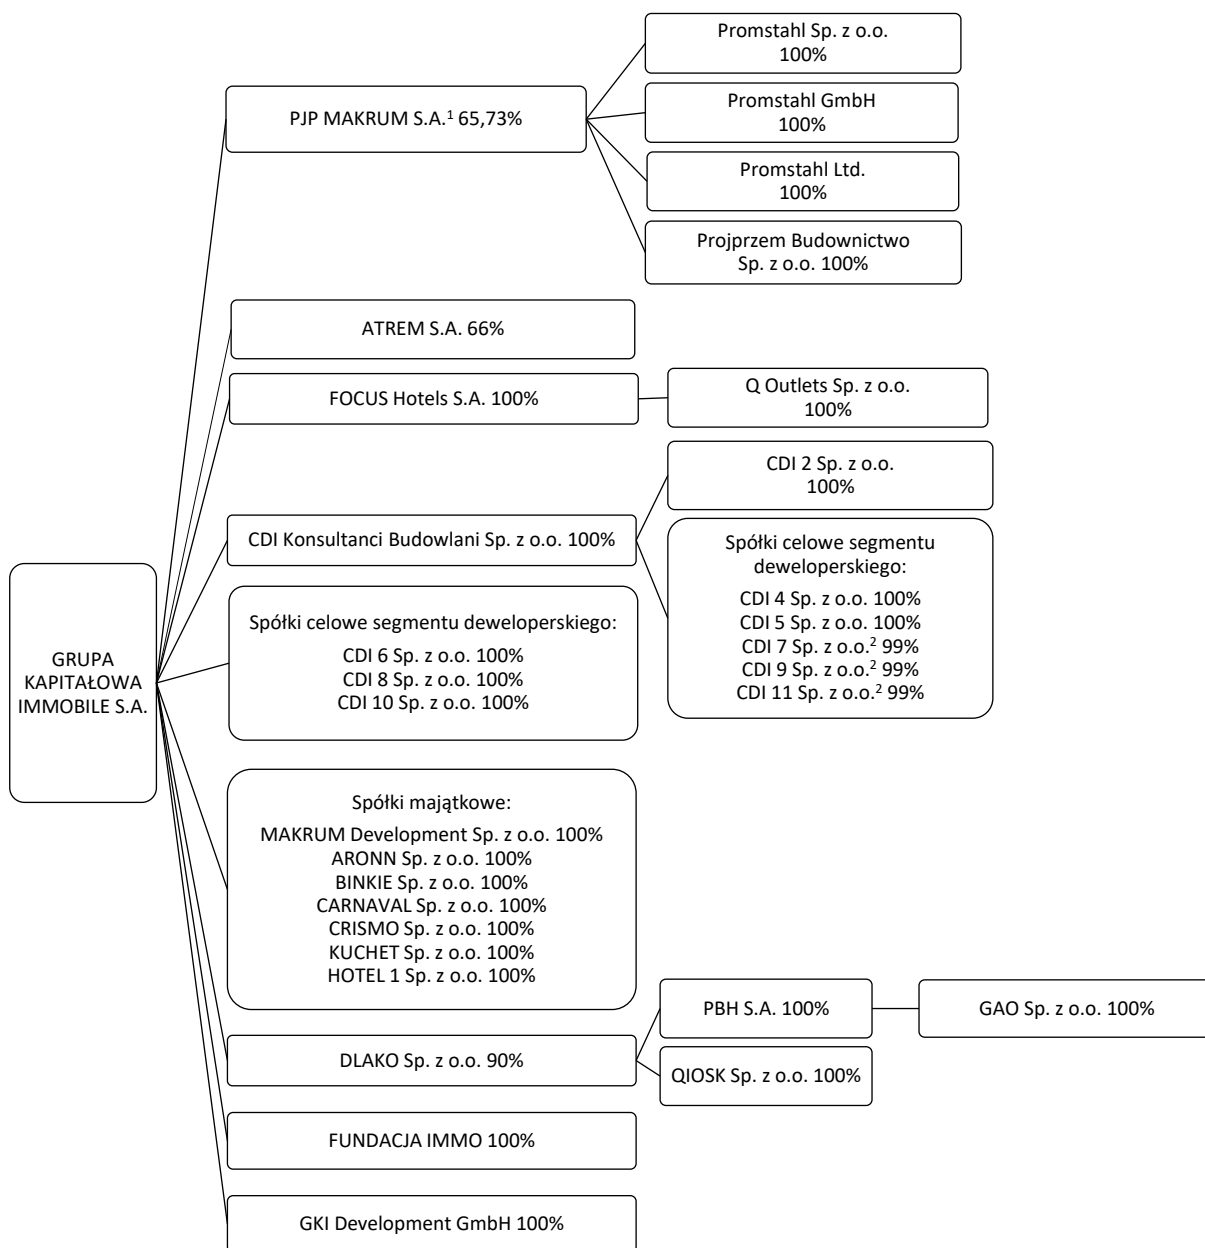 GRUPA
KAPITAŁOWA
IMMOBILE S.A.
PJP MAKRUM S.A.¹ 65,73%
Promstahl Sp. z o.o.
100%
Promstahl GmbH
100%
Promstahl Ltd.
100%
Projprzem Budownictwo
Sp. z o.o. 100%
ATREM S.A. 66%
FOCUS Hotels S.A. 100%
Q Outlets Sp. z o.o.
100%
CDI Konsultanci Budowlani Sp. z o.o. 100%
CDI 2 Sp. z o.o.
100%
Spółki celowe segmentu
deweloperskiego:
CDI 4 Sp. z o.o. 100%
CDI 5 Sp. z o.o. 100%
CDI 7 Sp. z o.o.² 99%
CDI 9 Sp. z o.o.² 99%
CDI 11 Sp. z o.o.² 99%
Spółki celowe segmentu deweloperskiego:
CDI 6 Sp. z o.o. 100%
CDI 8 Sp. z o.o. 100%
CDI 10 Sp. z o.o. 100%
Spółki majątkowe:
MAKRUM Development Sp. z o.o. 100%
ARONN Sp. z o.o. 100%
BINKIE Sp. z o.o. 100%
CARNAVAL Sp. z o.o. 100%
CRISMO Sp. z o.o. 100%
KUCHET Sp. z o.o. 100%
HOTEL 1 Sp. z o.o. 100%
DLAKO Sp. z o.o. 90%
PBH S.A. 100%
GAO Sp. z o.o. 100%
QIOSK Sp. z o.o. 100%
FUNDACJA IMMO 100%
GKI Development GmbH 100%